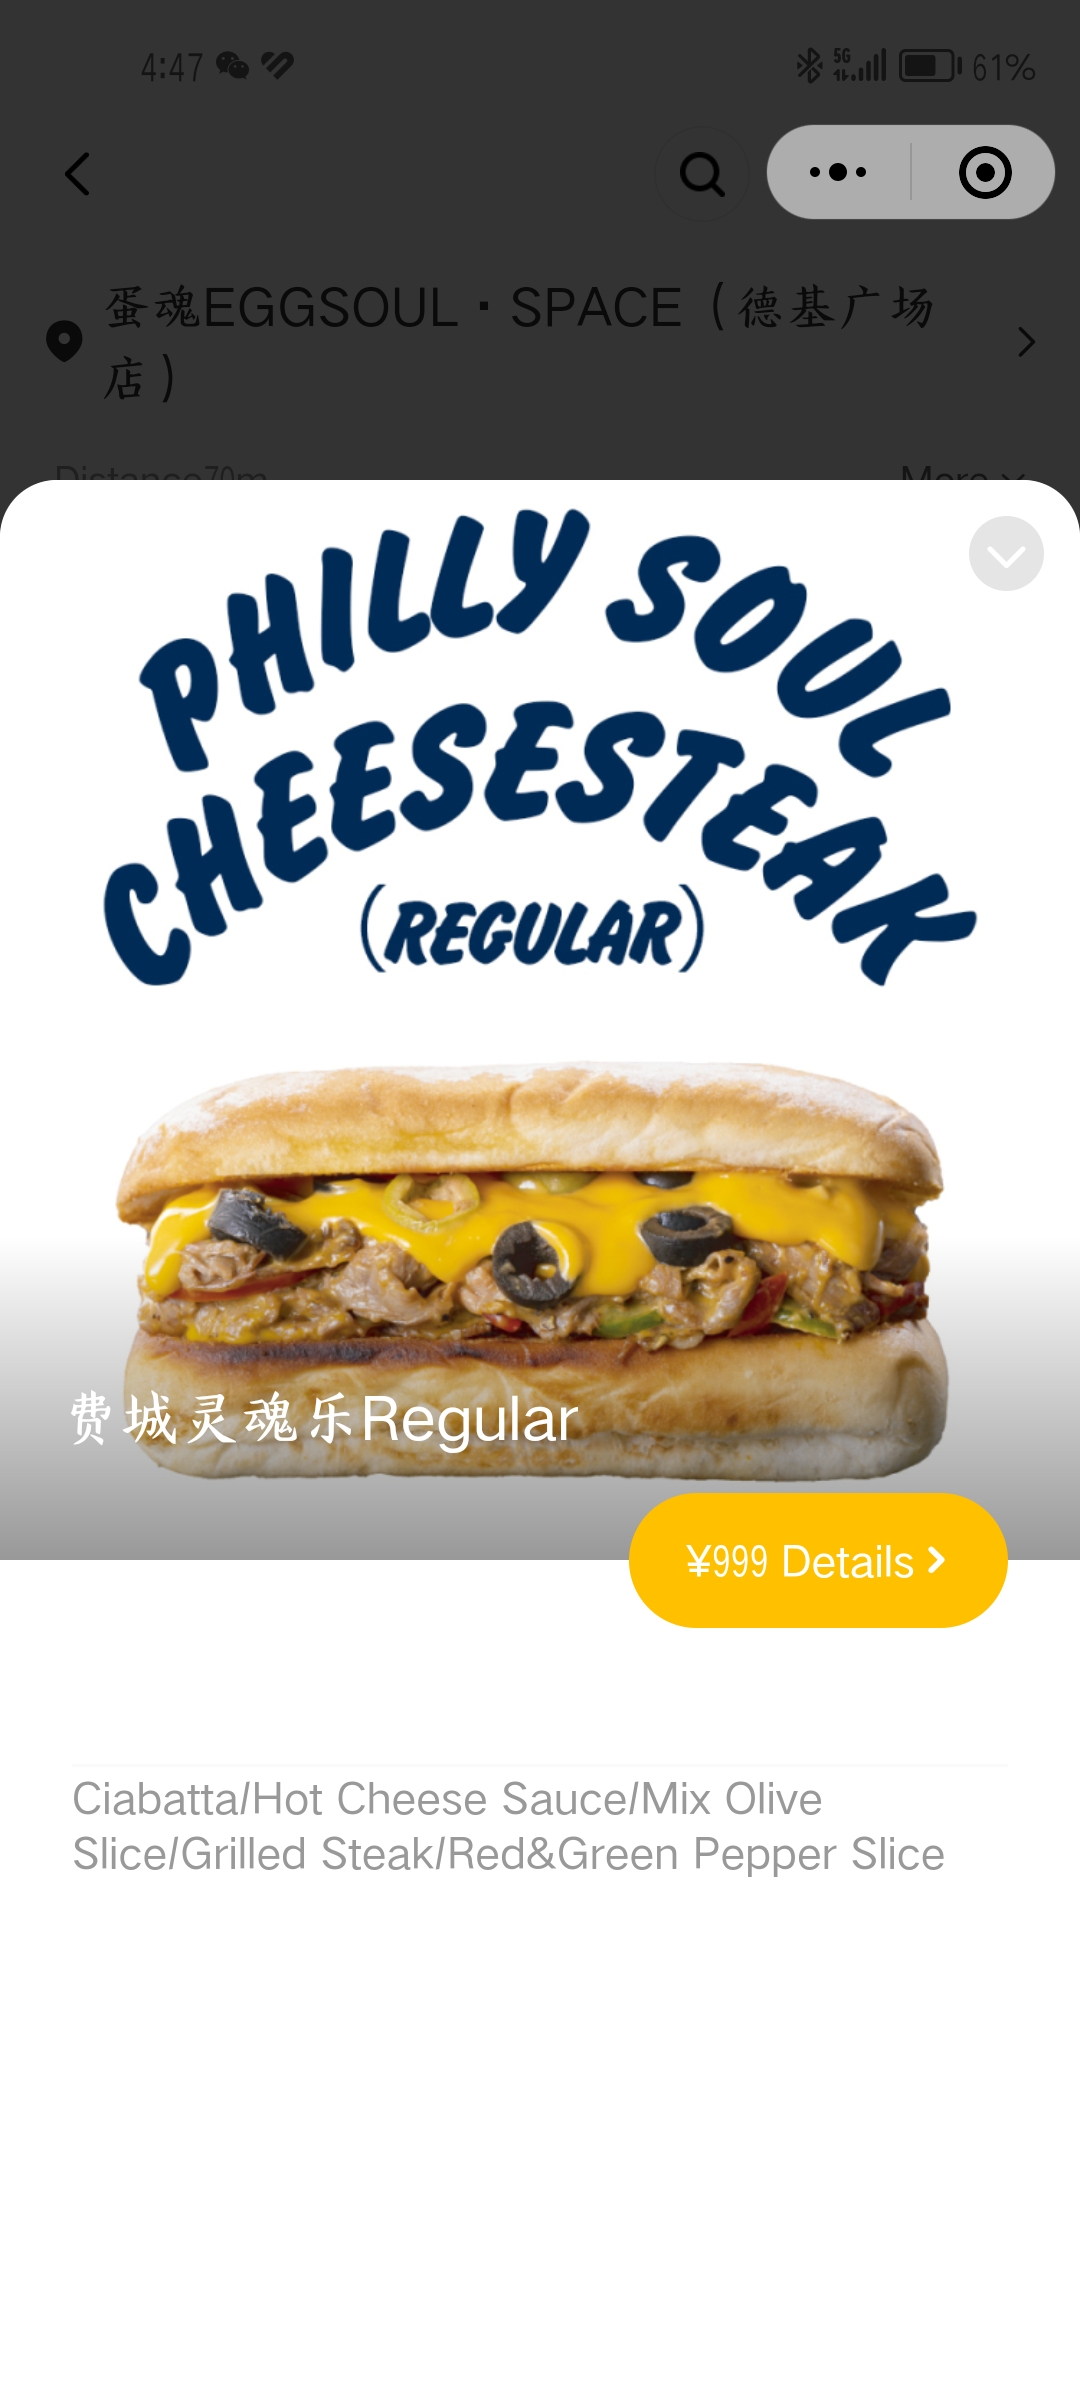 4:47
5G
61%
蛋魂EGGSOUL·SPACE（德基广场
店）
Distance70m
More
PHILLY SOUL
CHEESESTEAK
(REGULAR)
费城灵魂乐Regular
¥999 Details
Ciabatta/Hot Cheese Sauce/Mix Olive
Slice/Grilled Steak/Red&Green Pepper Slice